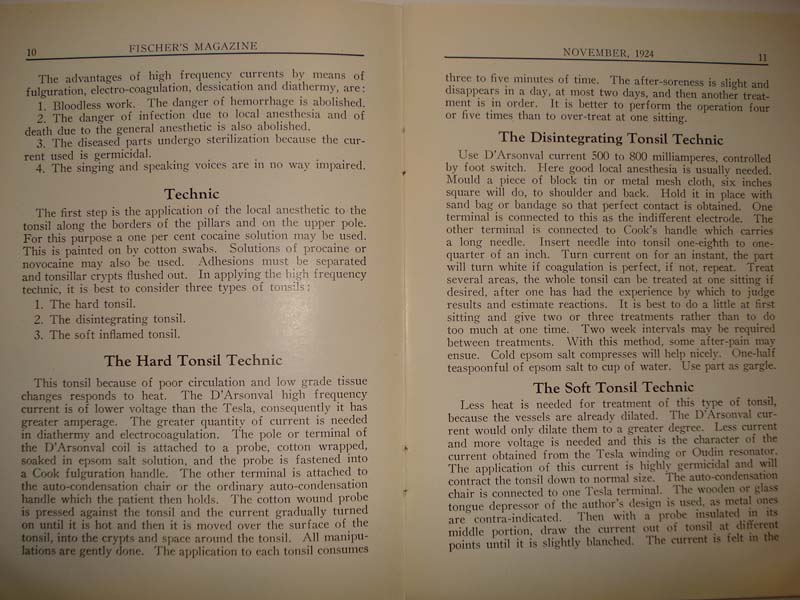 10
FISCHER'S MAGAZINE
The advantages of high frequency currents by means of
fulguration, electro-coagulation, dessication and diathermy, are:
1. Bloodless work. The danger of hemorrhage is abolished.
2. The danger of infection due to local anesthesia and of
death due to the general anesthetic is also abolished.
3. The diseased parts undergo sterilization because the cur-
rent used is germicidal.
4. The singing and speaking voices are in no way impaired.
Technic
The first step is the application of the local anesthetic to the
tonsil along the borders of the pillars and on the upper pole.
For this purpose a one per cent cocaine solution may be used.
This is painted on by cotton swabs. Solutions of procaine or
novocaine may also be used. Adhesions must be separated
and tonsillar crypts flushed out. In applying the high frequency
technic, it is best to consider three types of tonsils:
1. The hard tonsil.
2. The disintegrating tonsil.
3. The soft inflamed tonsil.
The Hard Tonsil Technic
This tonsil because of poor circulation and low grade tissue
changes responds to heat. The D'Arsonval high frequency
current is of lower voltage than the Tesla, consequently it has
greater amperage. The greater quantity of current is needed
in diathermy and electrocoagulation. The pole or terminal of
the D'Arsonval coil is attached to a probe, cotton wrapped,
soaked in epsom salt solution, and the probe is fastened into
a Cook fulguration handle. The other terminal is attached to
the auto-condensation chair or the ordinary auto-condensation
handle which the patient then holds. The cotton wound probe
is pressed against the tonsil and the current gradually turned
on until it is hot and then it is moved over the surface of the
tonsil, into the crypts and space around the tonsil. All manipu-
lations are gently done. The application to each tonsil consumes
NOVEMBER, 1924
11
three to five minutes of time. The after-soreness is slight and
disappears in a day, at most two days, and then another treat-
ment is in order. It is better to perform the operation four
or five times than to over-treat at one sitting.
The Disintegrating Tonsil Technic
Use D'Arsonval current 500 to 800 milliamperes, controlled
by foot switch. Here good local anesthesia is usually needed.
Mould a piece of block tin or metal mesh cloth, six inches
square will do, to shoulder and back. Hold it in place with
sand bag or bandage so that perfect contact is obtained. One
terminal is connected to this as the indifferent electrode. The
other terminal is connected to Cook's handle which carries
a long needle. Insert needle into tonsil one-eighth to one-
quarter of an inch. Turn current on for an instant, the part
will turn white if coagulation is perfect, if not, repeat. Treat
several areas, the whole tonsil can be treated at one sitting if
desired, after one has had the experience by which to judge
results and estimate reactions. It is best to do a little at first
sitting and give two or three treatments rather than to do
too much at one time. Two week intervals may be required
between treatments. With this method, some after-pain may
ensue. Cold epsom salt compresses will help nicely. One-half
teaspoonful of epsom salt to cup of water. Use part as gargle.
The Soft Tonsil Technic
Less heat is needed for treatment of this type of tonsil,
because the vessels are already dilated. The D'Arsonval cur-
rent would only dilate them to a greater degree. Less current
and more voltage is needed and this is the character of the
current obtained from the Tesla winding or Oudin resonator.
The application of this current is highly germicidal and will
contract the tonsil down to normal size. The auto-condensation
chair is connected to one Tesla terminal. The wooden or glass
tongue depressor of the author's design is used, as metal ones
are contra-indicated. Then with a probe insulated in its
middle portion, draw the current out of tonsil at different
points until it is slightly blanched. The current is felt in the